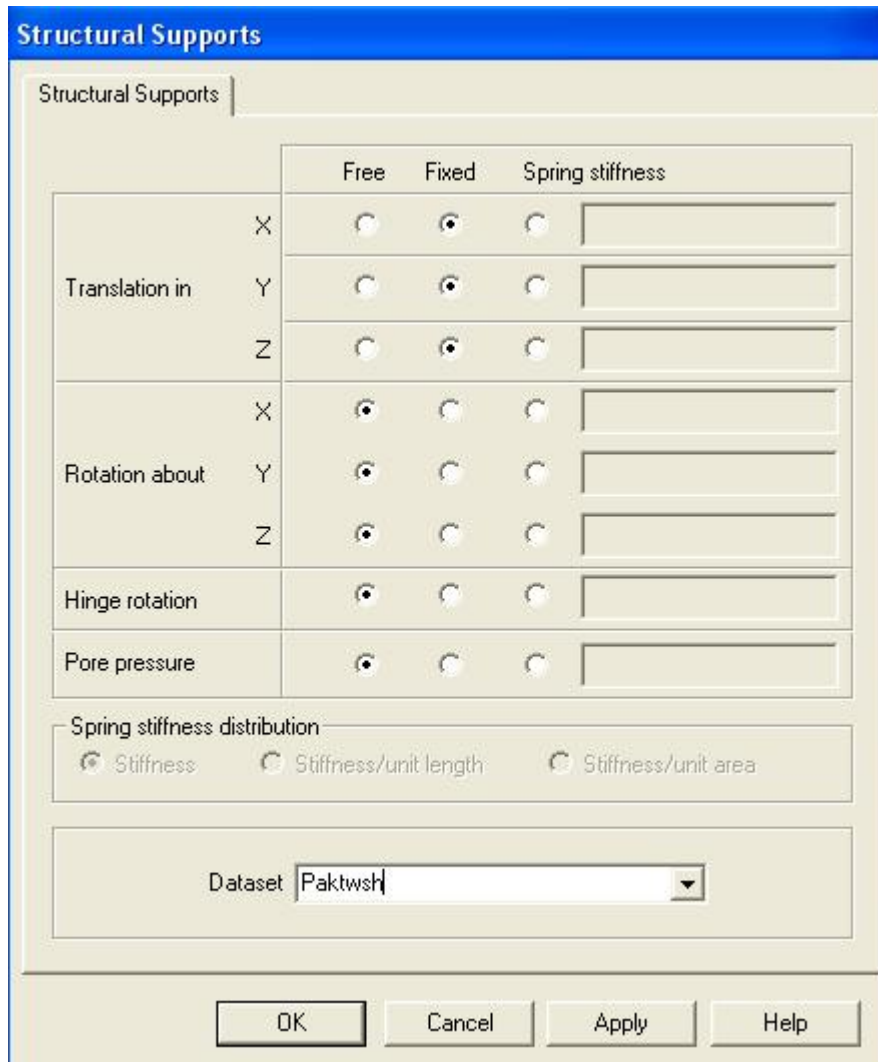 Structural Supports
Structural Supports
Free Fixed Spring stiffness
X
Translation in Y
Z
X
Rotation about Y
Z
Hinge rotation
Pore pressure
Spring stiffness distribution
Stiffness Stiffness/unit length Stiffness/unit area
Dataset Paktwsh
OK Cancel Apply Help